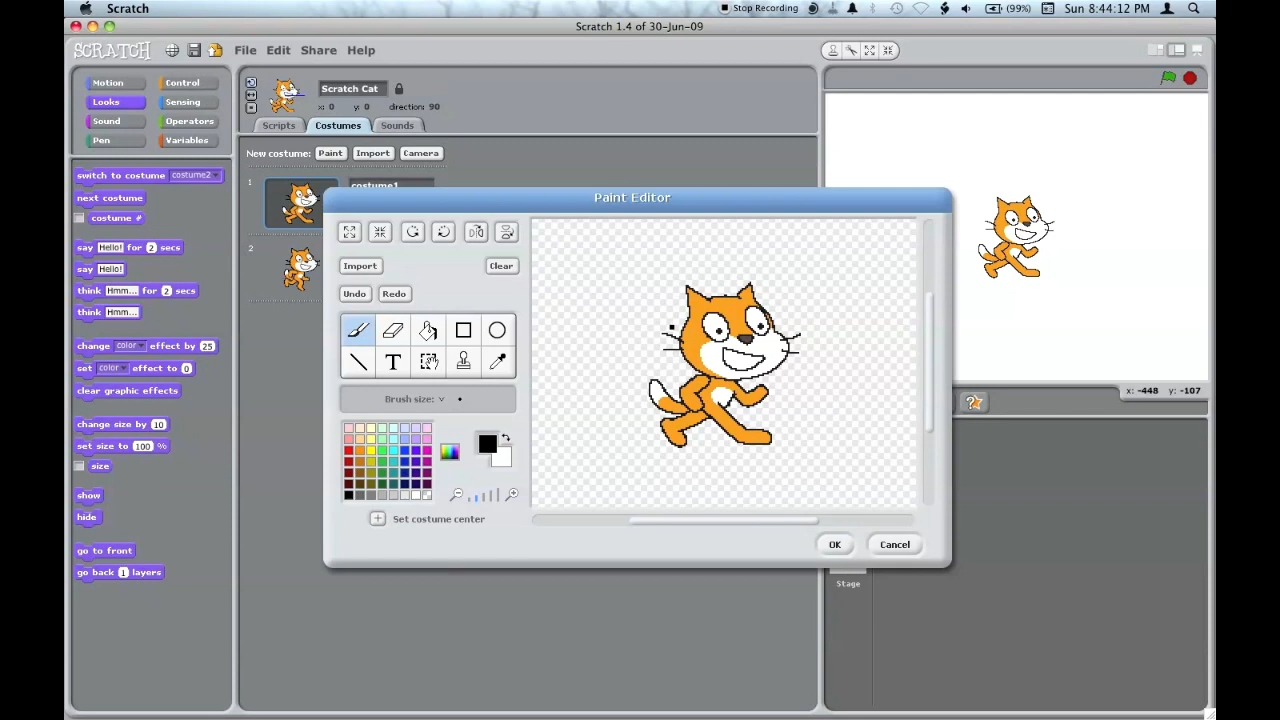 Scratch Stop Recording (99%) Sun 8:44:12 PM
Scratch 1.4 of 30-Jun-09
SCRATCH File Edit Share Help
Motion Control
Looks Sensing
Sound Operators
Pen Variables
switch to costume costume2
next costume
costume #
say Hello! for 2 secs
say Hello!
think Hmm... for 2 secs
think Hmm...
change color effect by 25
set color effect to 0
clear graphic effects
change size by 10
set size to 100 %
size
show
hide
go to front
go back 1 layers
Scratch Cat
x: 0 y: 0 direction: 90
Scripts Costumes Sounds
New costume: Paint Import Camera
1
costume1
2
Paint Editor
Import Clear
Undo Redo
T
Brush size:
Set costume center
OK Cancel
x: -448 y: -107
Stage